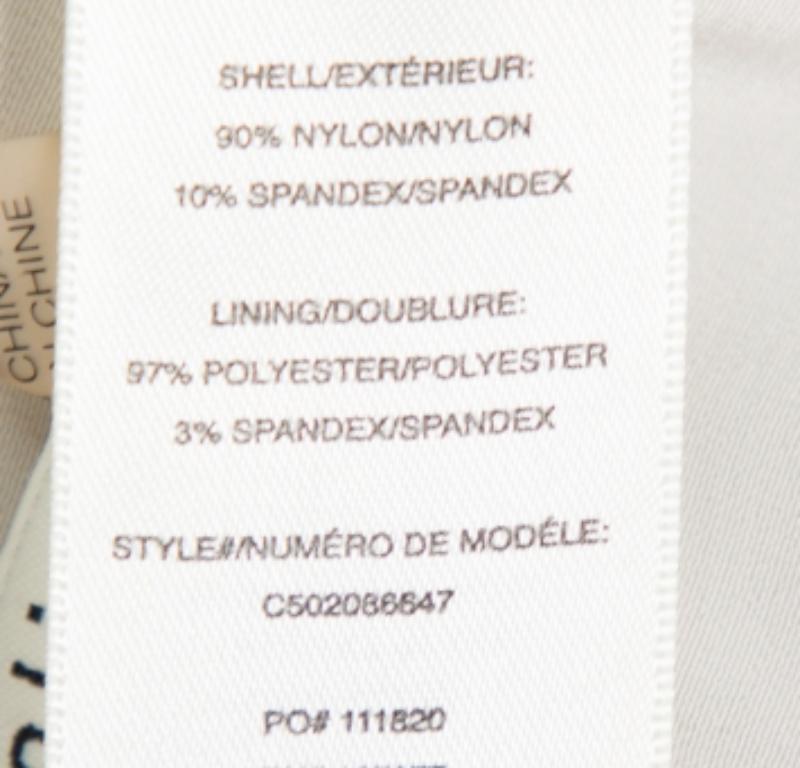 SHELL/EXTÉRIEUR:
90% NYLON/NYLON
10% SPANDEX/SPANDEX
LINING/DOUBLURE:
97% POLYESTER/POLYESTER
3% SPANDEX/SPANDEX
STYLE#/NUMÉRO DE MODÉLE:
C502086647
PO# 111820
CHINE